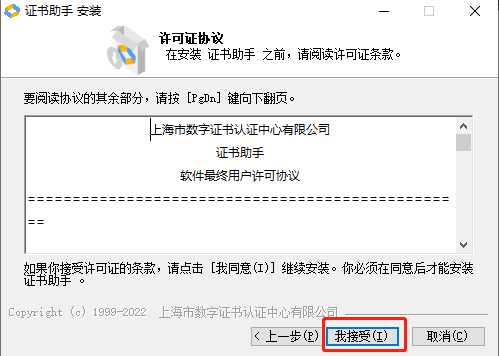 证书助手 安装
许可证协议
在安装 证书助手 之前，请阅读许可证条款。
要阅读协议的其余部分，请按 [PgDn] 键向下翻页。
上海市数字证书认证中心有限公司
证书助手
软件最终用户许可协议
===============================================
==
如果你接受许可证的条款，请点击 [我同意(I)] 继续安装。你必须在同意后才能安装
证书助手 。
Copyright (c) 1999-2022 上海市数字证书认证中心有限公司
< 上一步(P)
我接受(I)
取消(C)